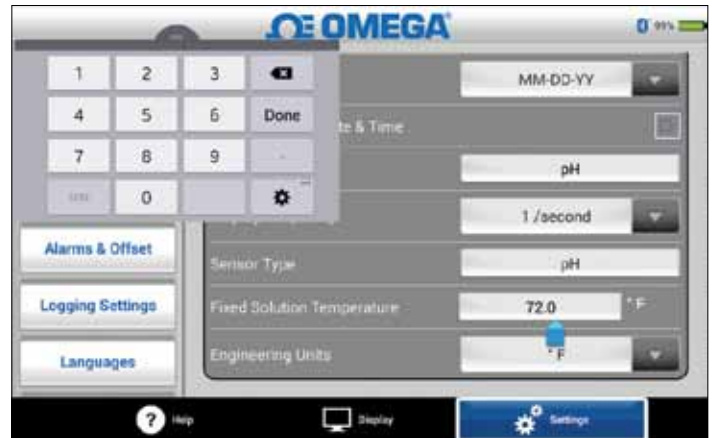 OMEGA
99%
1 2 3
MM-DD-YY
4 5 6 Done
te & Time
7 8 9 -
pH
0
1 /second
Alarms & Offset
Sensor Type
pH
Logging Settings
Fixed Solution Temperature
72.0
° F
Languages
Engineering Units
° F
Help
Display
Settings